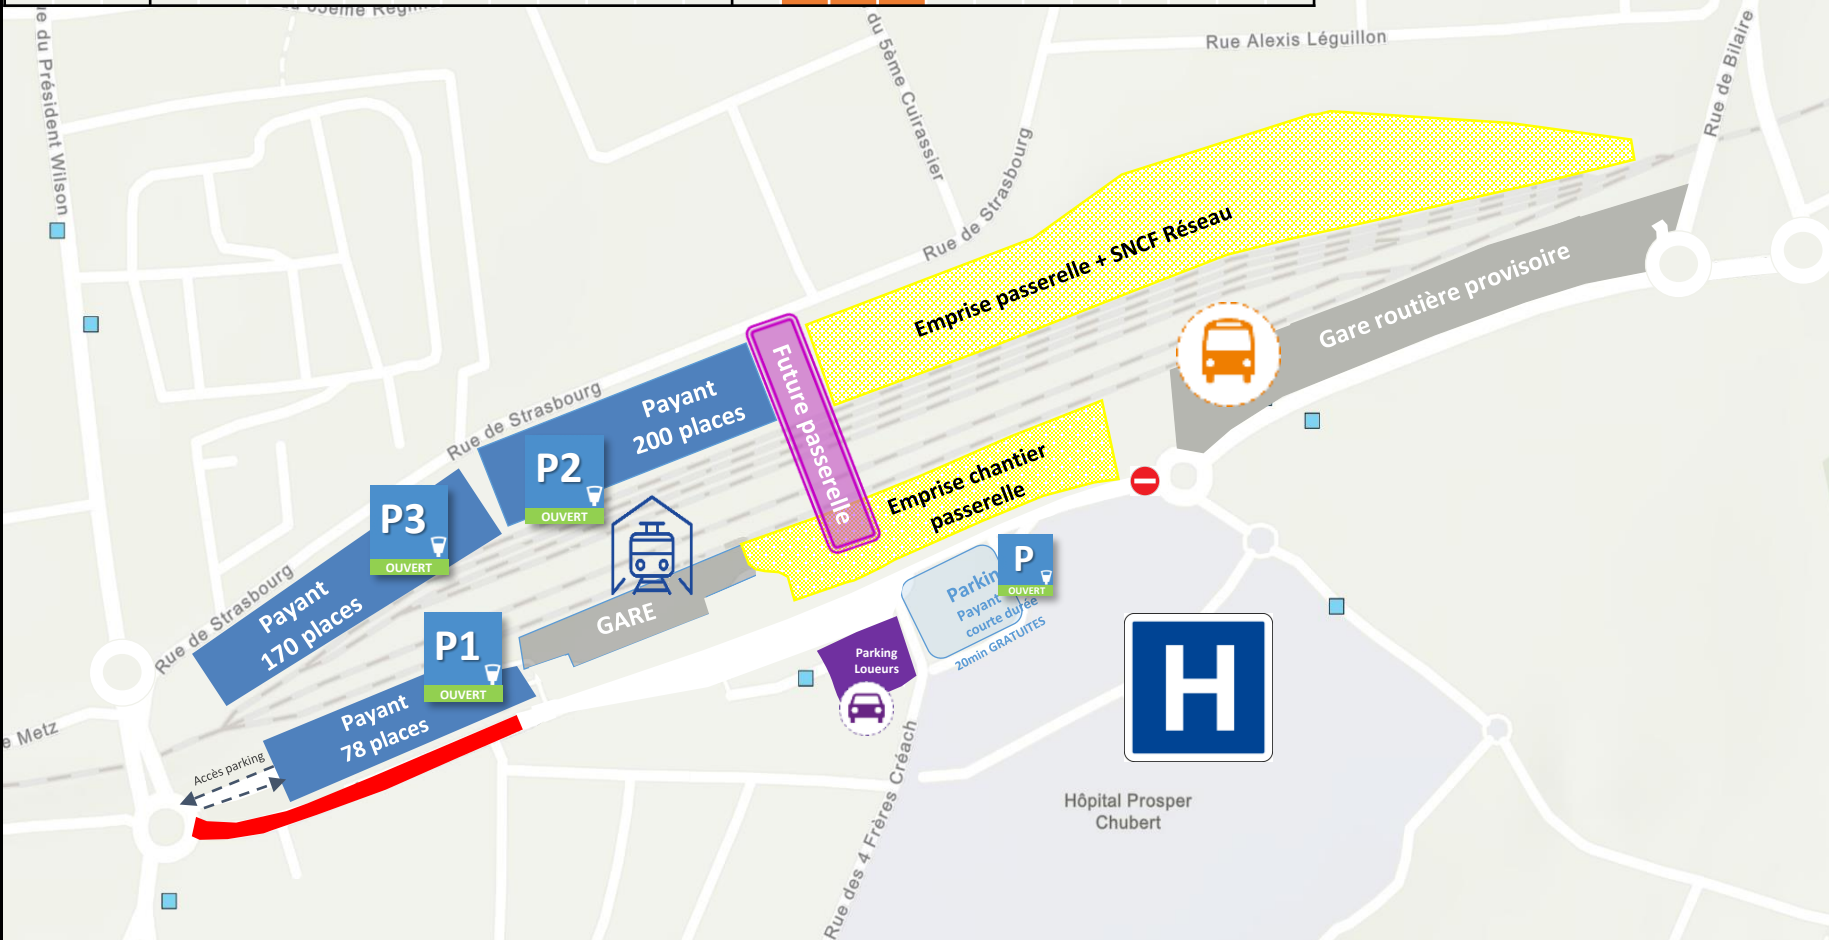 ue du Président Wilson
du 5ème Cuirassier
Rue Alexis Léguillon
Rue de Bilaire
Rue de Strasbourg
Emprise passerelle + SNCF Réseau
Gare routière provisoire
Future passerelle
Payant
200 places
P2
OUVERT
Rue de Strasbourg
P3
OUVERT
Payant
170 places
Rue de Strasbourg
Emprise chantier
passerelle
GARE
P1
OUVERT
Payant
78 places
Accès parking
e Metz
P
OUVERT
Parkin
Payant
courte durée
20min GRATUITES
Parking
Loueurs
H
Hôpital Prosper
Chubert
Rue des 4 Frères Créach